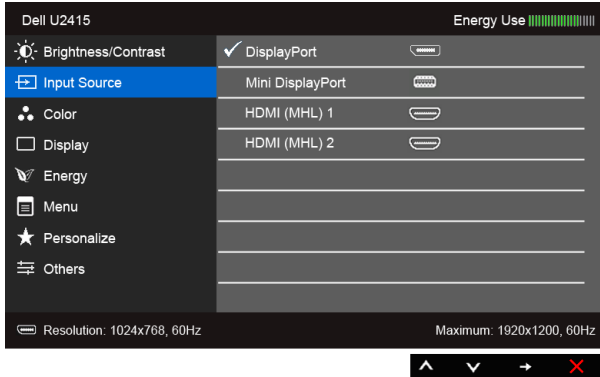 Dell U2415
Energy Use
Brightness/Contrast
DisplayPort
Input Source
Mini DisplayPort
Color
HDMI (MHL) 1
Display
HDMI (MHL) 2
Energy
Menu
Personalize
Others
Resolution: 1024x768, 60Hz
Maximum: 1920x1200, 60Hz